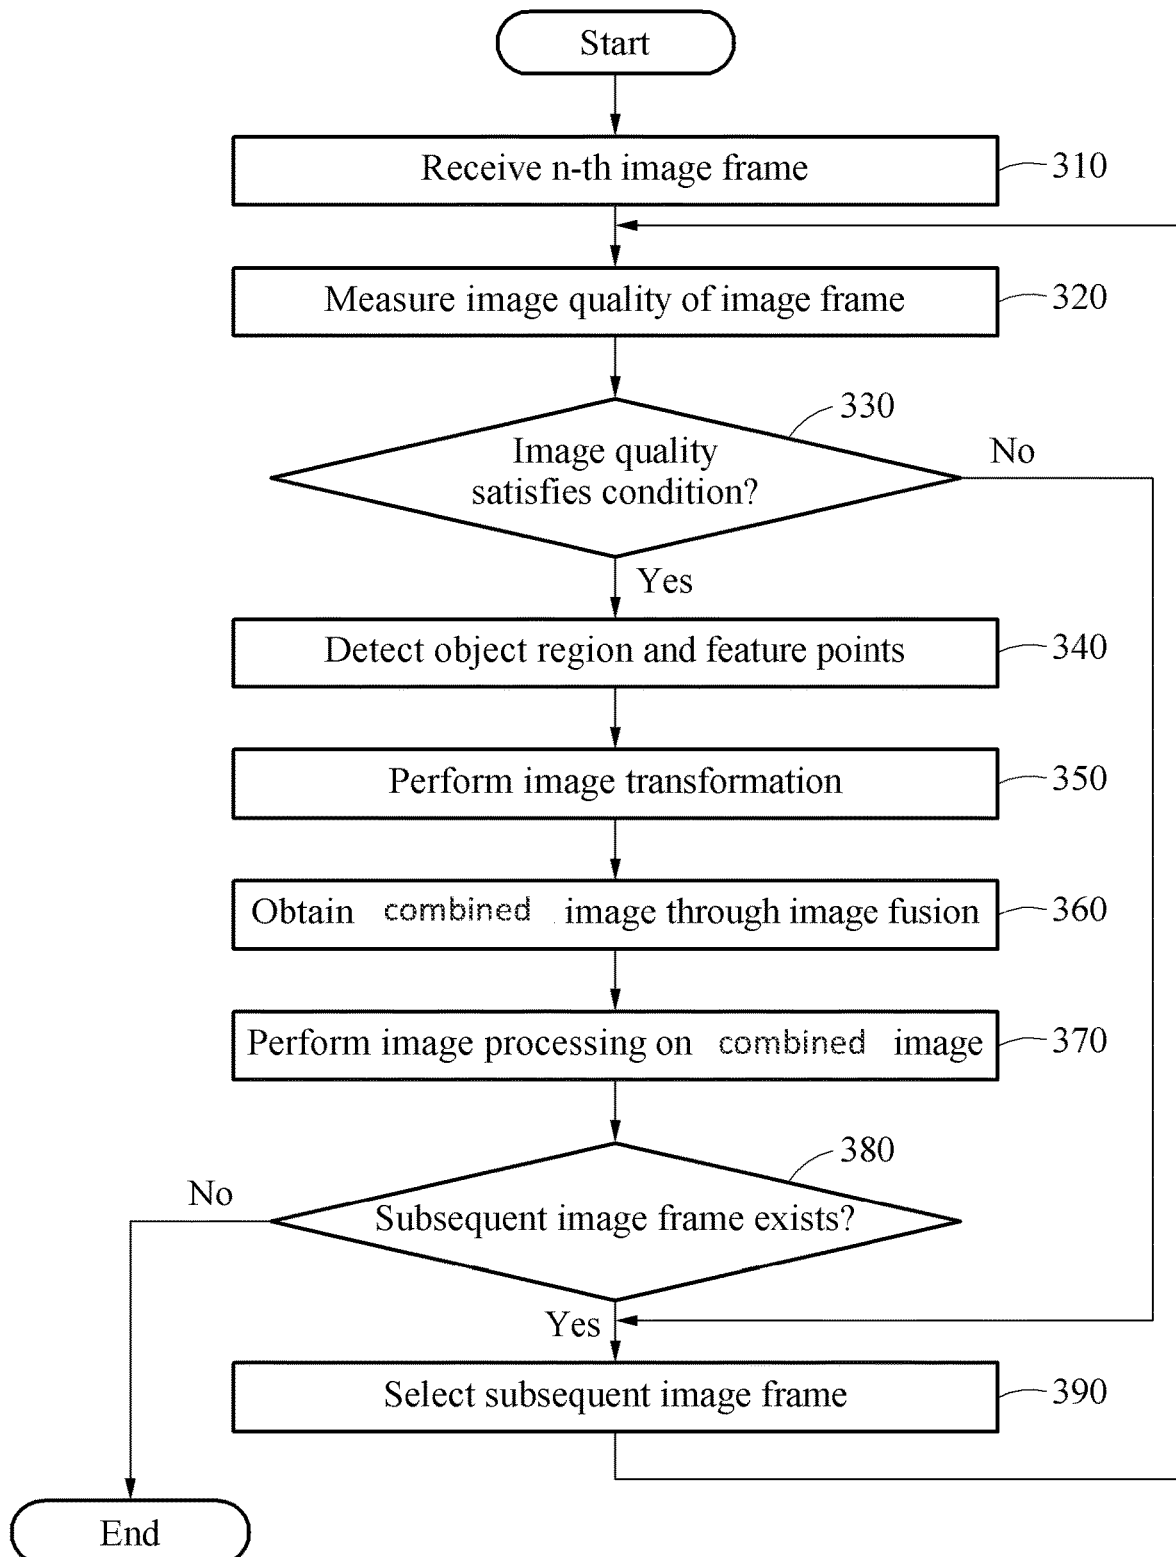 Start
Receive n-th image frame
310
Measure image quality of image frame
320
330
Image quality
satisfies condition?
No
Yes
Detect object region and feature points
340
Perform image transformation
350
Obtain combined image through image fusion
360
Perform image processing on combined image
370
380
No
Subsequent image frame exists?
Yes
Select subsequent image frame
390
End